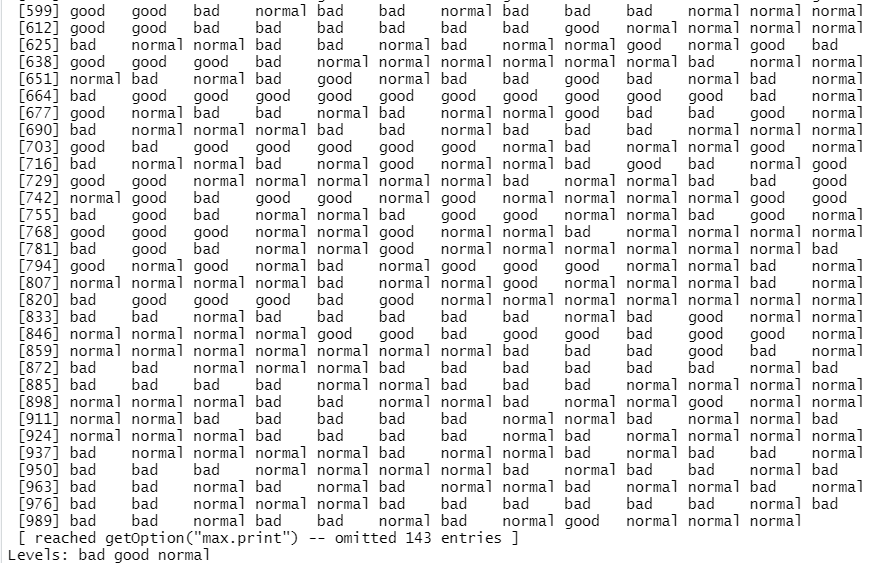 [599] good good bad normal bad bad normal bad bad bad normal normal normal
[612] good good bad bad bad bad bad bad good normal normal normal normal
[625] bad normal normal bad bad normal bad normal normal good normal good bad
[638] good good good bad normal normal normal normal normal normal bad normal normal
[651] normal bad normal bad good normal bad bad good bad normal bad normal
[664] bad good good good good good good good good good good bad normal
[677] good normal bad bad normal bad normal normal good bad bad good normal
[690] bad normal normal normal bad bad normal bad bad bad normal normal normal
[703] good bad good good good good good normal bad normal normal good normal
[716] bad normal normal bad normal good normal normal bad good bad normal good
[729] good good normal normal normal normal normal bad normal normal bad bad good
[742] normal good bad good good normal good normal normal normal normal good good
[755] bad good bad normal normal bad good good normal normal bad good normal
[768] good good good normal normal good normal normal bad normal normal normal normal
[781] bad good bad normal normal good normal normal normal normal normal normal bad
[794] good normal good normal bad normal good good good normal normal bad normal
[807] normal normal normal normal bad normal normal good normal normal normal bad normal
[820] bad good good good bad good normal normal normal normal normal normal normal
[833] bad bad normal bad bad bad bad bad normal bad good normal normal
[846] normal normal normal normal good good bad good good bad good good normal
[859] normal normal normal normal normal normal normal bad bad bad good bad normal
[872] bad bad normal normal normal bad bad bad bad bad bad normal bad
[885] bad bad bad bad normal normal bad bad bad normal normal normal normal
[898] normal normal normal bad bad normal normal bad normal normal good normal normal
[911] normal normal bad bad bad bad bad normal normal bad normal normal bad
[924] normal normal normal bad bad bad bad normal bad normal normal normal normal
[937] bad normal normal normal normal bad normal normal bad normal bad bad normal
[950] bad bad bad normal normal normal normal bad normal bad bad normal bad
[963] bad bad normal bad normal bad normal normal bad normal normal bad normal
[976] bad bad normal normal normal bad bad bad bad bad bad normal bad
[989] bad bad normal bad bad normal bad normal good normal normal normal
[ reached getOption("max.print") -- omitted 143 entries ]
Levels: bad good normal